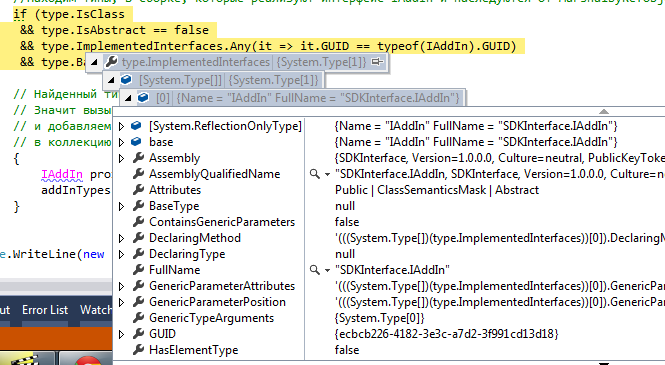 if (type.IsClass
&& type.IsAbstract == false
&& type.ImplementedInterfaces.Any(it => it.GUID == typeof(IAddIn).GUID)
&& type.Ba
type.ImplementedInterfaces {System.Type[1]}
[System.Type[]] {System.Type[1]}
[0] {Name = "IAddIn" FullName = "SDKInterface.IAddIn"}
// Найденный ти
// Значит вызы
// и добавляем
// в коллекцию
{
IAddIn pro
addInTypes
}
e.WriteLine(new
[System.ReflectionOnlyType] {Name = "IAddIn" FullName = "SDKInterface.IAddIn"}
base {Name = "IAddIn" FullName = "SDKInterface.IAddIn"}
Assembly {SDKInterface, Version=1.0.0.0, Culture=neutral, PublicKeyToke
AssemblyQualifiedName "SDKInterface.IAddIn, SDKInterface, Version=1.0.0.0, Culture=ne
Attributes Public | ClassSemanticsMask | Abstract
BaseType null
ContainsGenericParameters false
DeclaringMethod '(((System.Type[])(type.ImplementedInterfaces))[0]).DeclaringM
DeclaringType null
FullName "SDKInterface.IAddIn"
GenericParameterAttributes '(((System.Type[])(type.ImplementedInterfaces))[0]).GenericPara
GenericParameterPosition '(((System.Type[])(type.ImplementedInterfaces))[0]).GenericPara
GenericTypeArguments {System.Type[0]}
GUID {ecbcb226-4182-3e3c-a7d2-3f991cd13d18}
HasElementType false
ut Error List Watch